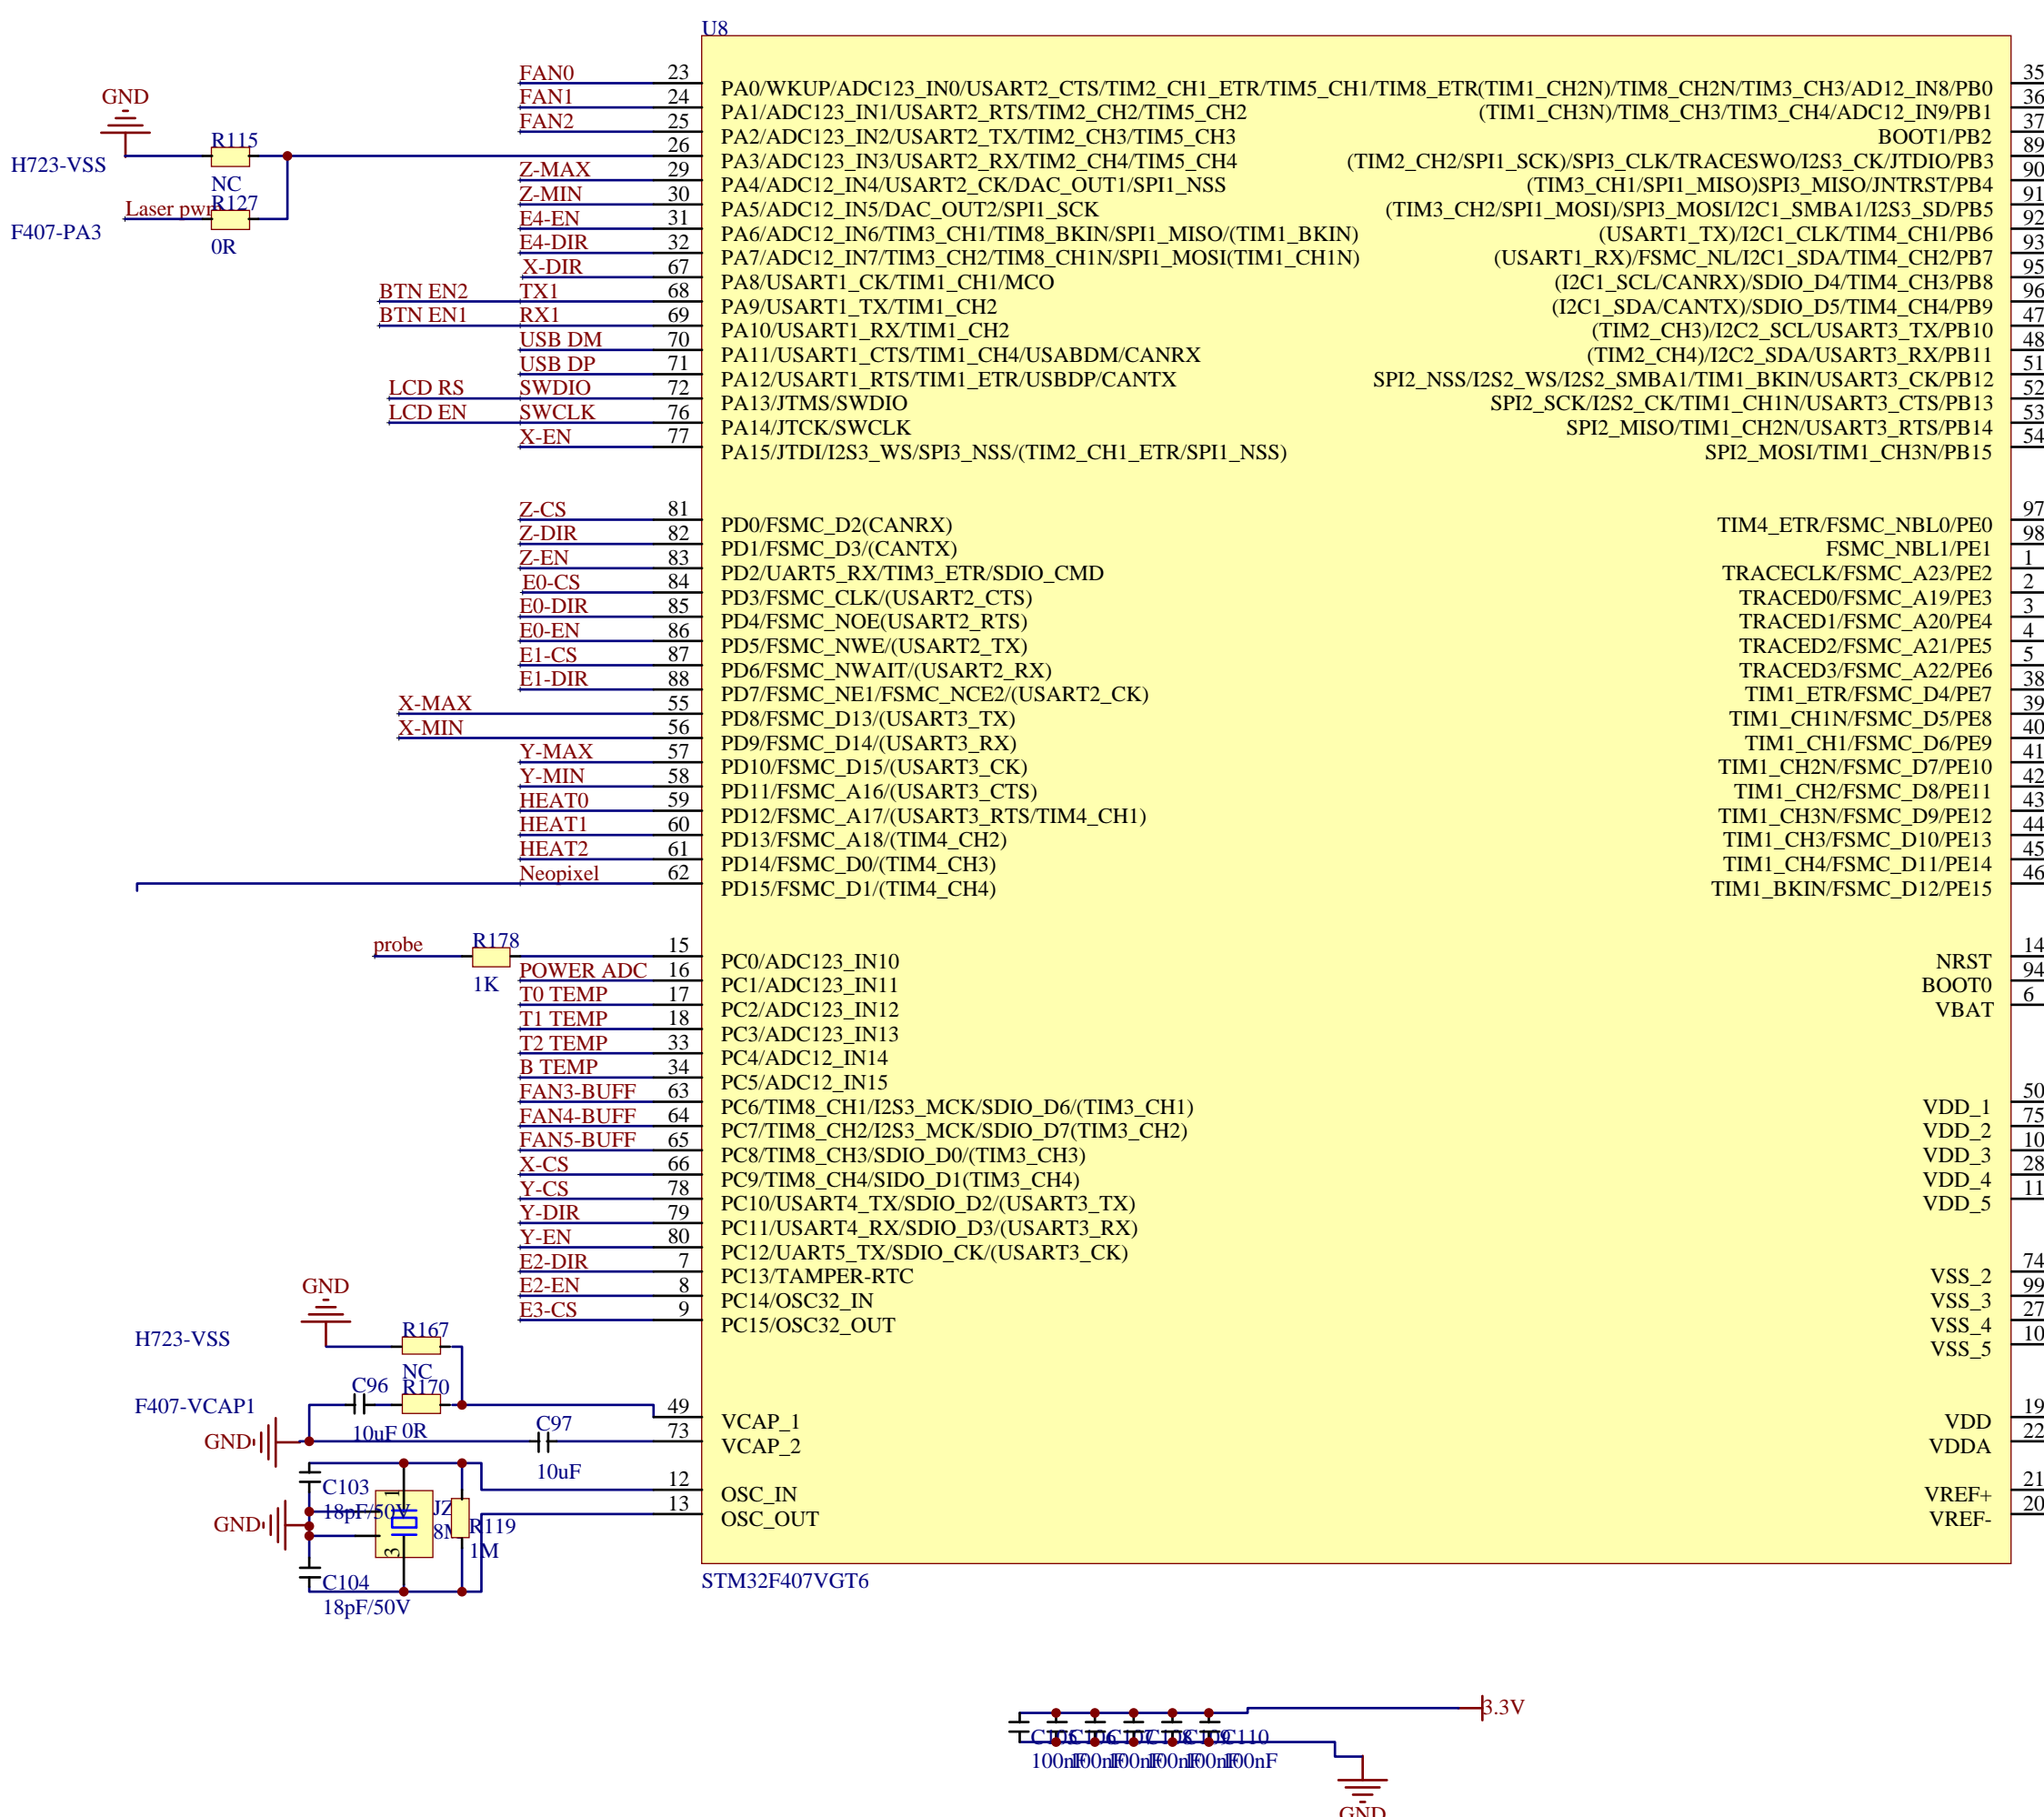 U8
FAN0 23 PA0/WKUP/ADC123_IN0/USART2_CTS/TIM2_CH1_ETR/TIM5_CH1/TIM8_ETR(TIM1_CH2N)/TIM8_CH2N/TIM3_CH3/AD12_IN8/PB0 35
FAN1 24 PA1/ADC123_IN1/USART2_RTS/TIM2_CH2/TIM5_CH2 (TIM1_CH3N)/TIM8_CH3/TIM3_CH4/ADC12_IN9/PB1 36
FAN2 25 PA2/ADC123_IN2/USART2_TX/TIM2_CH3/TIM5_CH3 BOOT1/PB2 37
26 PA3/ADC123_IN3/USART2_RX/TIM2_CH4/TIM5_CH4 (TIM2_CH2/SPI1_SCK)/SPI3_CLK/TRACESWO/I2S3_CK/JTDIO/PB3 89
Z-MAX 29 PA4/ADC12_IN4/USART2_CK/DAC_OUT1/SPI1_NSS (TIM3_CH1/SPI1_MISO)SPI3_MISO/JNTRST/PB4 90
Z-MIN 30 PA5/ADC12_IN5/DAC_OUT2/SPI1_SCK (TIM3_CH2/SPI1_MOSI)/SPI3_MOSI/I2C1_SMBA1/I2S3_SD/PB5 91
E4-EN 31 PA6/ADC12_IN6/TIM3_CH1/TIM8_BKIN/SPI1_MISO/(TIM1_BKIN) (USART1_TX)/I2C1_CLK/TIM4_CH1/PB6 92
E4-DIR 32 PA7/ADC12_IN7/TIM3_CH2/TIM8_CH1N/SPI1_MOSI(TIM1_CH1N) (USART1_RX)/FSMC_NL/I2C1_SDA/TIM4_CH2/PB7 93
X-DIR 67 PA8/USART1_CK/TIM1_CH1/MCO (I2C1_SCL/CANRX)/SDIO_D4/TIM4_CH3/PB8 95
BTN EN2 TX1 68 PA9/USART1_TX/TIM1_CH2 (I2C1_SDA/CANTX)/SDIO_D5/TIM4_CH4/PB9 96
BTN EN1 RX1 69 PA10/USART1_RX/TIM1_CH2 (TIM2_CH3)/I2C2_SCL/USART3_TX/PB10 47
USB DM 70 PA11/USART1_CTS/TIM1_CH4/USABDM/CANRX (TIM2_CH4)/I2C2_SDA/USART3_RX/PB11 48
USB DP 71 PA12/USART1_RTS/TIM1_ETR/USBDP/CANTX SPI2_NSS/I2S2_WS/I2S2_SMBA1/TIM1_BKIN/USART3_CK/PB12 51
LCD RS SWDIO 72 PA13/JTMS/SWDIO SPI2_SCK/I2S2_CK/TIM1_CH1N/USART3_CTS/PB13 52
LCD EN SWCLK 76 PA14/JTCK/SWCLK SPI2_MISO/TIM1_CH2N/USART3_RTS/PB14 53
X-EN 77 PA15/JTDI/I2S3_WS/SPI3_NSS/(TIM2_CH1_ETR/SPI1_NSS) SPI2_MOSI/TIM1_CH3N/PB15 54
GND
R115
H723-VSS
NC
R127
Laser pwr
F407-PA3
0R
Z-CS 81 PD0/FSMC_D2(CANRX) TIM4_ETR/FSMC_NBL0/PE0 97
Z-DIR 82 PD1/FSMC_D3/(CANTX) FSMC_NBL1/PE1 98
Z-EN 83 PD2/UART5_RX/TIM3_ETR/SDIO_CMD TRACECLK/FSMC_A23/PE2 1
E0-CS 84 PD3/FSMC_CLK/(USART2_CTS) TRACED0/FSMC_A19/PE3 2
E0-DIR 85 PD4/FSMC_NOE(USART2_RTS) TRACED1/FSMC_A20/PE4 3
E0-EN 86 PD5/FSMC_NWE/(USART2_TX) TRACED2/FSMC_A21/PE5 4
E1-CS 87 PD6/FSMC_NWAIT/(USART2_RX) TRACED3/FSMC_A22/PE6 5
E1-DIR 88 PD7/FSMC_NE1/FSMC_NCE2/(USART2_CK) TIM1_ETR/FSMC_D4/PE7 38
X-MAX 55 PD8/FSMC_D13/(USART3_TX) TIM1_CH1N/FSMC_D5/PE8 39
X-MIN 56 PD9/FSMC_D14/(USART3_RX) TIM1_CH1/FSMC_D6/PE9 40
Y-MAX 57 PD10/FSMC_D15/(USART3_CK) TIM1_CH2N/FSMC_D7/PE10 41
Y-MIN 58 PD11/FSMC_A16/(USART3_CTS) TIM1_CH2/FSMC_D8/PE11 42
HEAT0 59 PD12/FSMC_A17/(USART3_RTS/TIM4_CH1) TIM1_CH3N/FSMC_D9/PE12 43
HEAT1 60 PD13/FSMC_A18/(TIM4_CH2) TIM1_CH3/FSMC_D10/PE13 44
HEAT2 61 PD14/FSMC_D0/(TIM4_CH3) TIM1_CH4/FSMC_D11/PE14 45
Neopixel 62 PD15/FSMC_D1/(TIM4_CH4) TIM1_BKIN/FSMC_D12/PE15 46
probe R178 1K 15 PC0/ADC123_IN10 NRST 14
POWER ADC 16 PC1/ADC123_IN11 BOOT0 94
T0 TEMP 17 PC2/ADC123_IN12 VBAT 6
T1 TEMP 18 PC3/ADC123_IN13
T2 TEMP 33 PC4/ADC12_IN14
B TEMP 34 PC5/ADC12_IN15
FAN3-BUFF 63 PC6/TIM8_CH1/I2S3_MCK/SDIO_D6/(TIM3_CH1) VDD_1 50
FAN4-BUFF 64 PC7/TIM8_CH2/I2S3_MCK/SDIO_D7(TIM3_CH2) VDD_2 75
FAN5-BUFF 65 PC8/TIM8_CH3/SDIO_D0/(TIM3_CH3) VDD_3 10
X-CS 66 PC9/TIM8_CH4/SIDO_D1(TIM3_CH4) VDD_4 28
Y-CS 78 PC10/USART4_TX/SDIO_D2/(USART3_TX) VDD_5 11
Y-DIR 79 PC11/USART4_RX/SDIO_D3/(USART3_RX)
Y-EN 80 PC12/UART5_TX/SDIO_CK/(USART3_CK)
E2-DIR 7 PC13/TAMPER-RTC VSS_2 74
E2-EN 8 PC14/OSC32_IN VSS_3 99
E3-CS 9 PC15/OSC32_OUT VSS_4 27
VSS_5 10
GND
H723-VSS R167
NC
C96 R170
F407-VCAP1
49 VCAP_1 VDD 19
GND 10uF 0R C97 73 VCAP_2 VDDA 22
10uF
12 OSC_IN VREF+ 21
13 OSC_OUT VREF- 20
C103
18pF/50V
1
GND
R119
1M
3
C104
18pF/50V
STM32F407VGT6
3.3V
C105 C106 C107 C108 C109 C110
100nF 100nF 100nF 100nF 100nF 100nF
GND